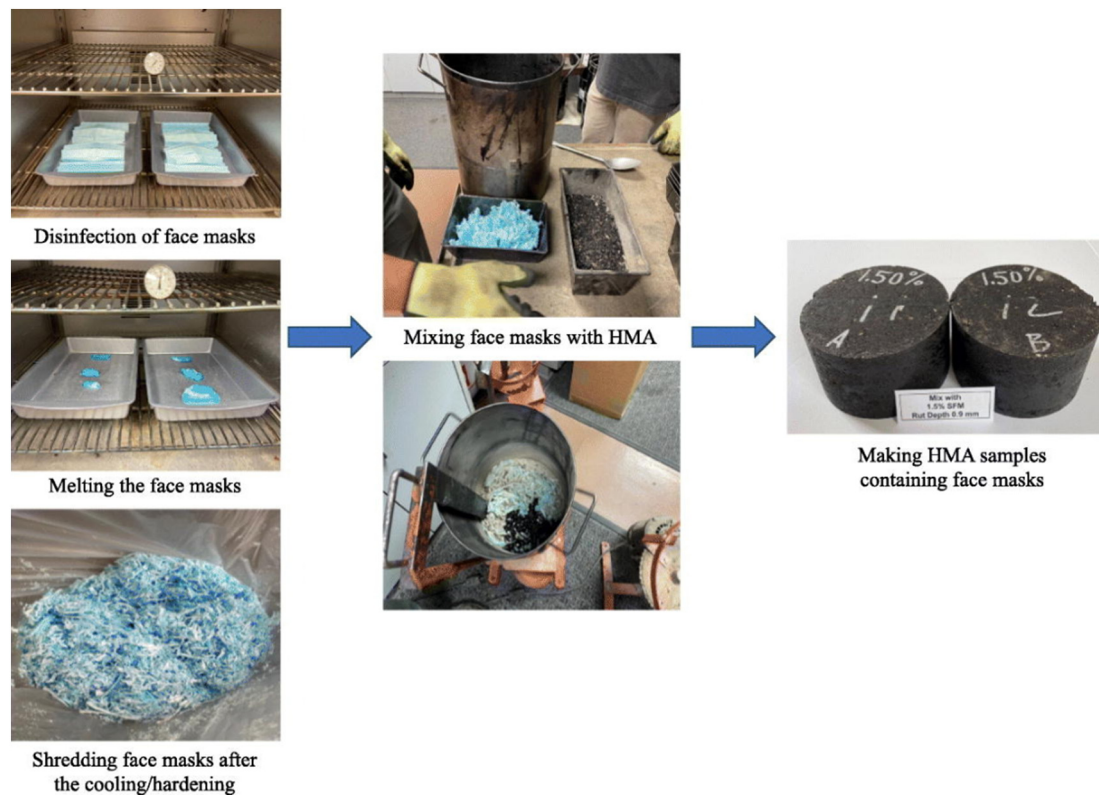 Disinfection of face masks
Melting the face masks
Shredding face masks after
the cooling/hardening
Mixing face masks with HMA
1.50%
i1
A
1.50%
i2
B
Mix with
1.5% SFM
Rut Depth 0.9 mm
Making HMA samples
containing face masks